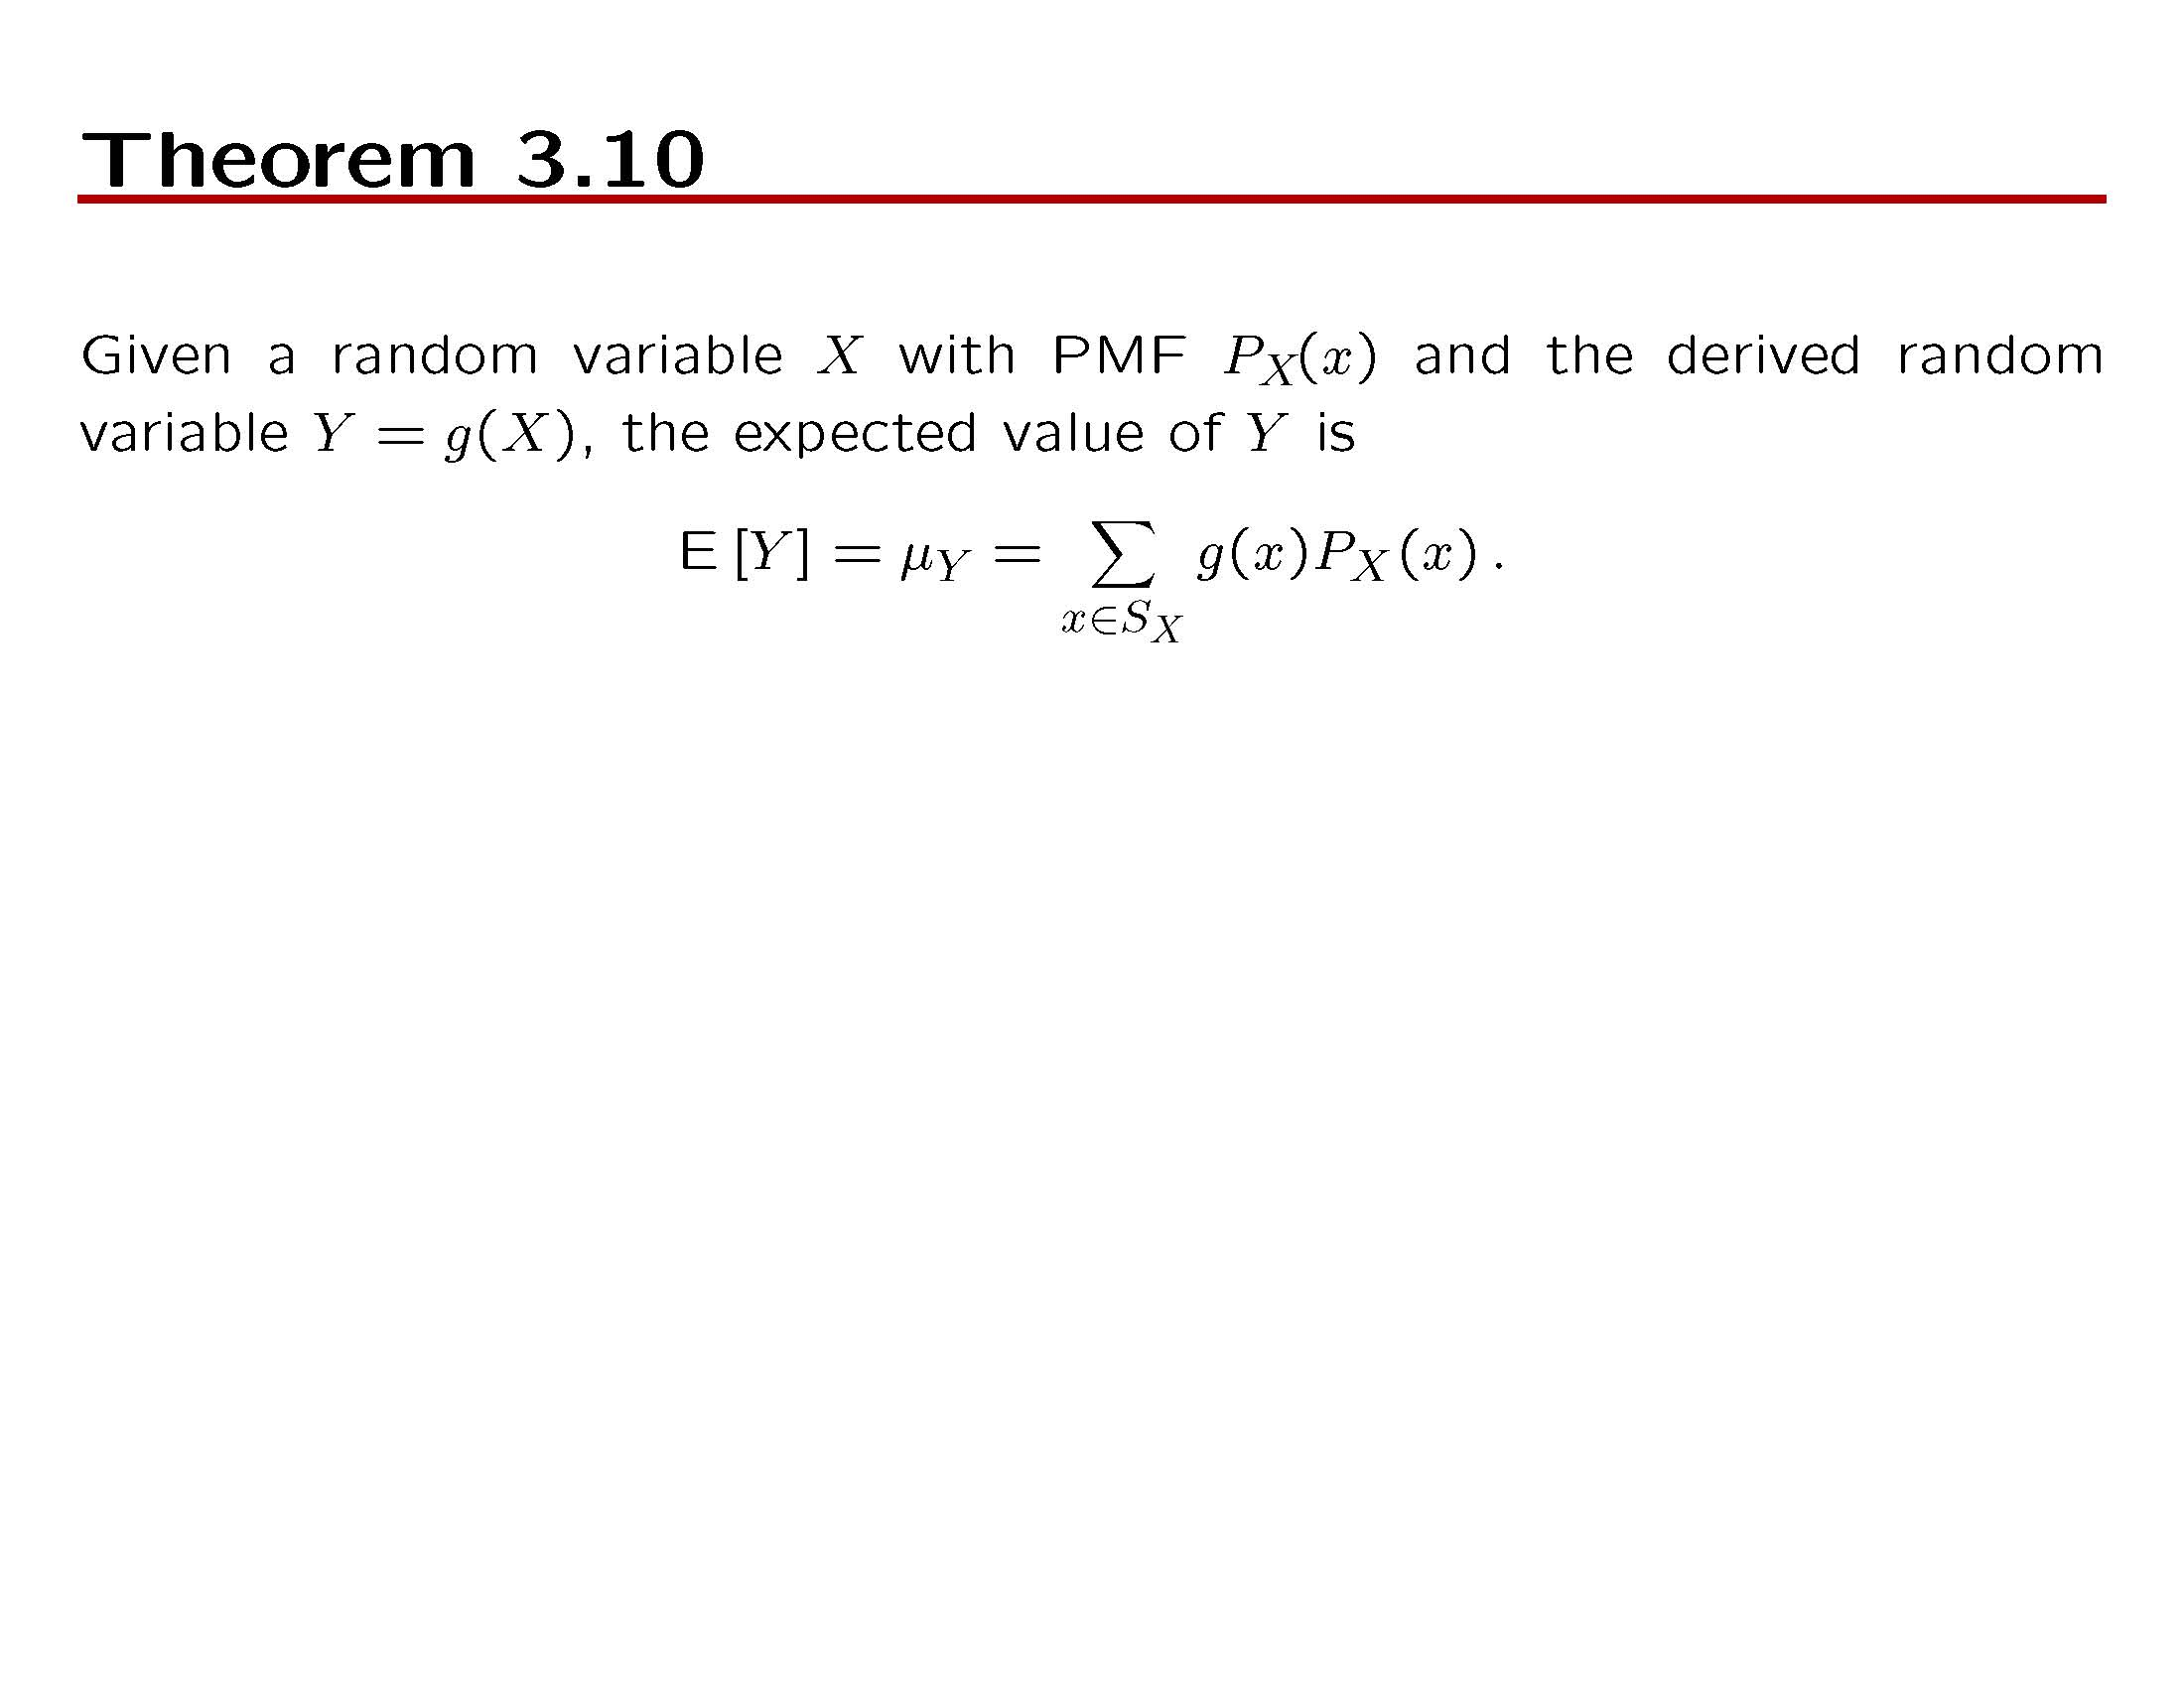 Theorem 3.10
Given a random variable X with PMF P_X(x) and the derived random
variable Y = g(X), the expected value of Y is
E [Y] = μ_Y = ∑_{x∈S_X} g(x)P_X(x) .